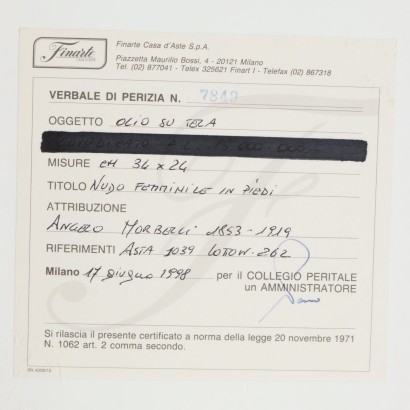 Finarte
Finarte Casa d'Aste S.p.A.
Piazzetta Maurilio Bossi, 4 - 20121 Milano
Tel. (02) 877041 - Telex 325621 Finart I - Telefax (02) 867318
VERBALE DI PERIZIA N. 7849
OGGETTO OLIO SU TELA
MISURE cm 34x24
TITOLO NUDO FEMMINILE IN PIEDI
ATTRIBUZIONE
ANGELO MORBELLI 1853-1919
RIFERIMENTI ASTA 1039 LOTTO N. 262
Milano 17 giugno 1998 per il COLLEGIO PERITALE
un AMMINISTRATORE
Si rilascia il presente certificato a norma della legge 20 novembre 1971
N. 1062 art. 2 comma secondo.